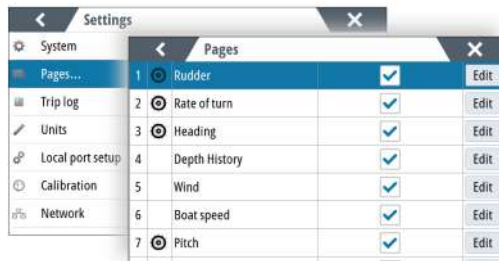 Settings
System
Pages...
Trip log
Units
Local port setup
Calibration
Network
Pages
1 Rudder Edit
2 Rate of turn Edit
3 Heading Edit
4 Depth History Edit
5 Wind Edit
6 Boat speed Edit
7 Pitch Edit